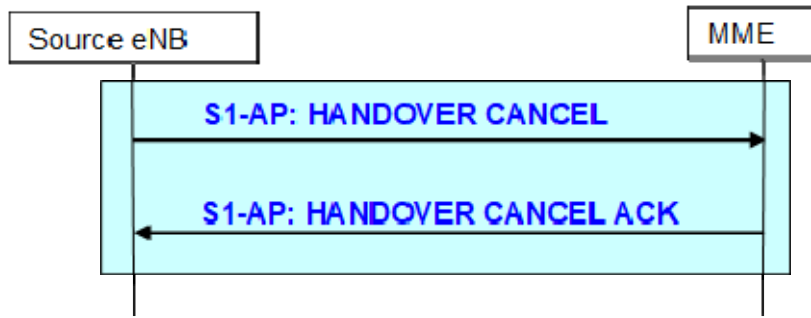 Source eNB
MME
S1-AP: HANDOVER CANCEL
S1-AP: HANDOVER CANCEL ACK